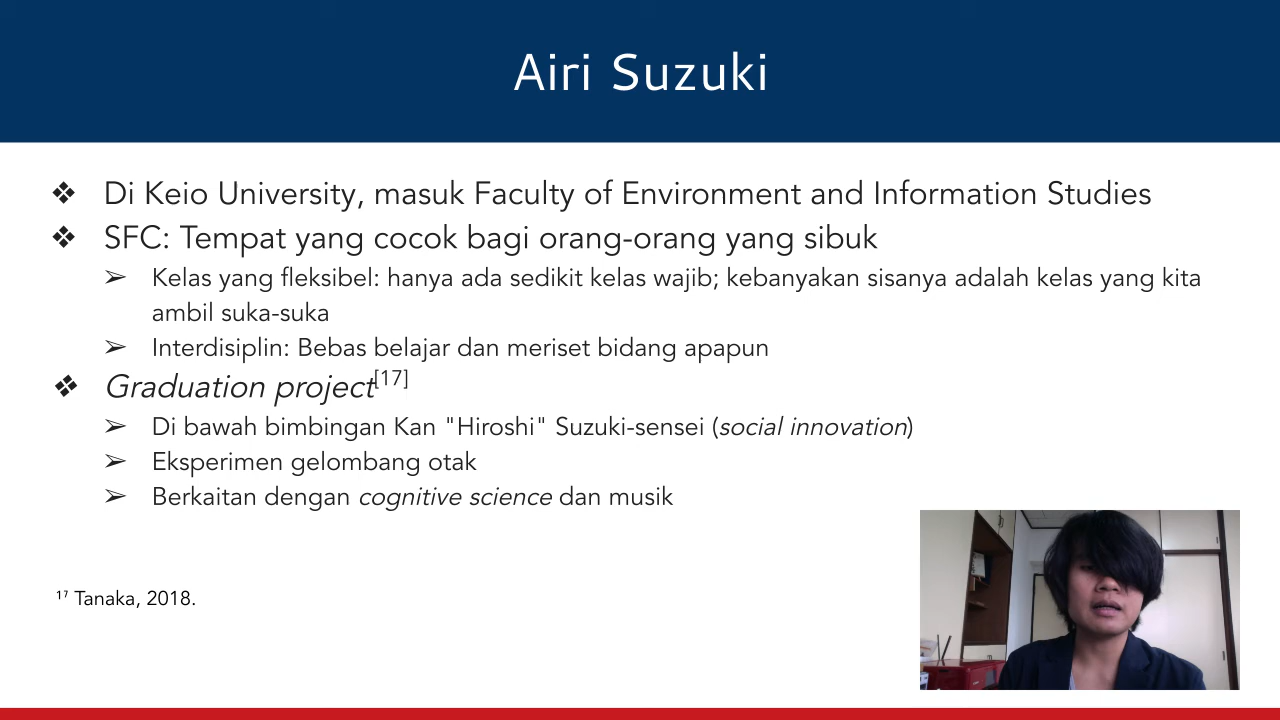 Airi Suzuki
❖ Di Keio University, masuk Faculty of Environment and Information Studies
❖ SFC: Tempat yang cocok bagi orang-orang yang sibuk
➢ Kelas yang fleksibel: hanya ada sedikit kelas wajib; kebanyakan sisanya adalah kelas yang kita
ambil suka-suka
➢ Interdisiplin: Bebas belajar dan meriset bidang apapun
❖ Graduation project[17]
➢ Di bawah bimbingan Kan "Hiroshi" Suzuki-sensei (social innovation)
➢ Eksperimen gelombang otak
➢ Berkaitan dengan cognitive science dan musik
¹⁷ Tanaka, 2018.